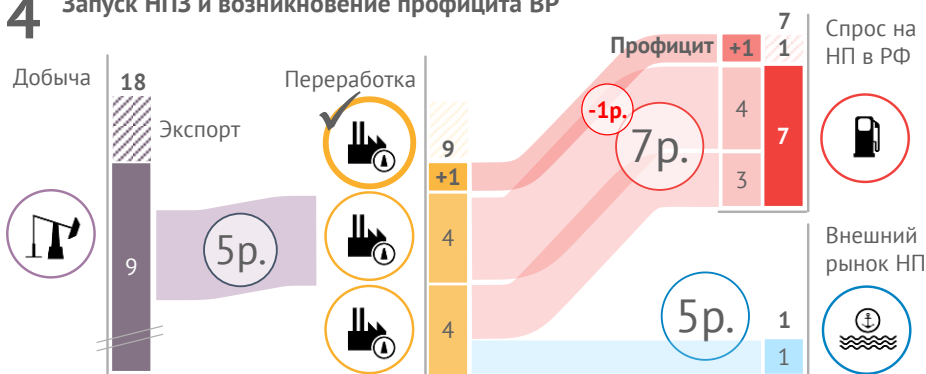 4 Запуск НПЗ и возникновение профицита ВР
Добыча
18
Экспорт
9
5р.
Переработка
9
+1
4
4
Профицит
+1
7
1
4
7
3
-1р.
7р.
Спрос на
НП в РФ
5р.
1
1
Внешний
рынок НП